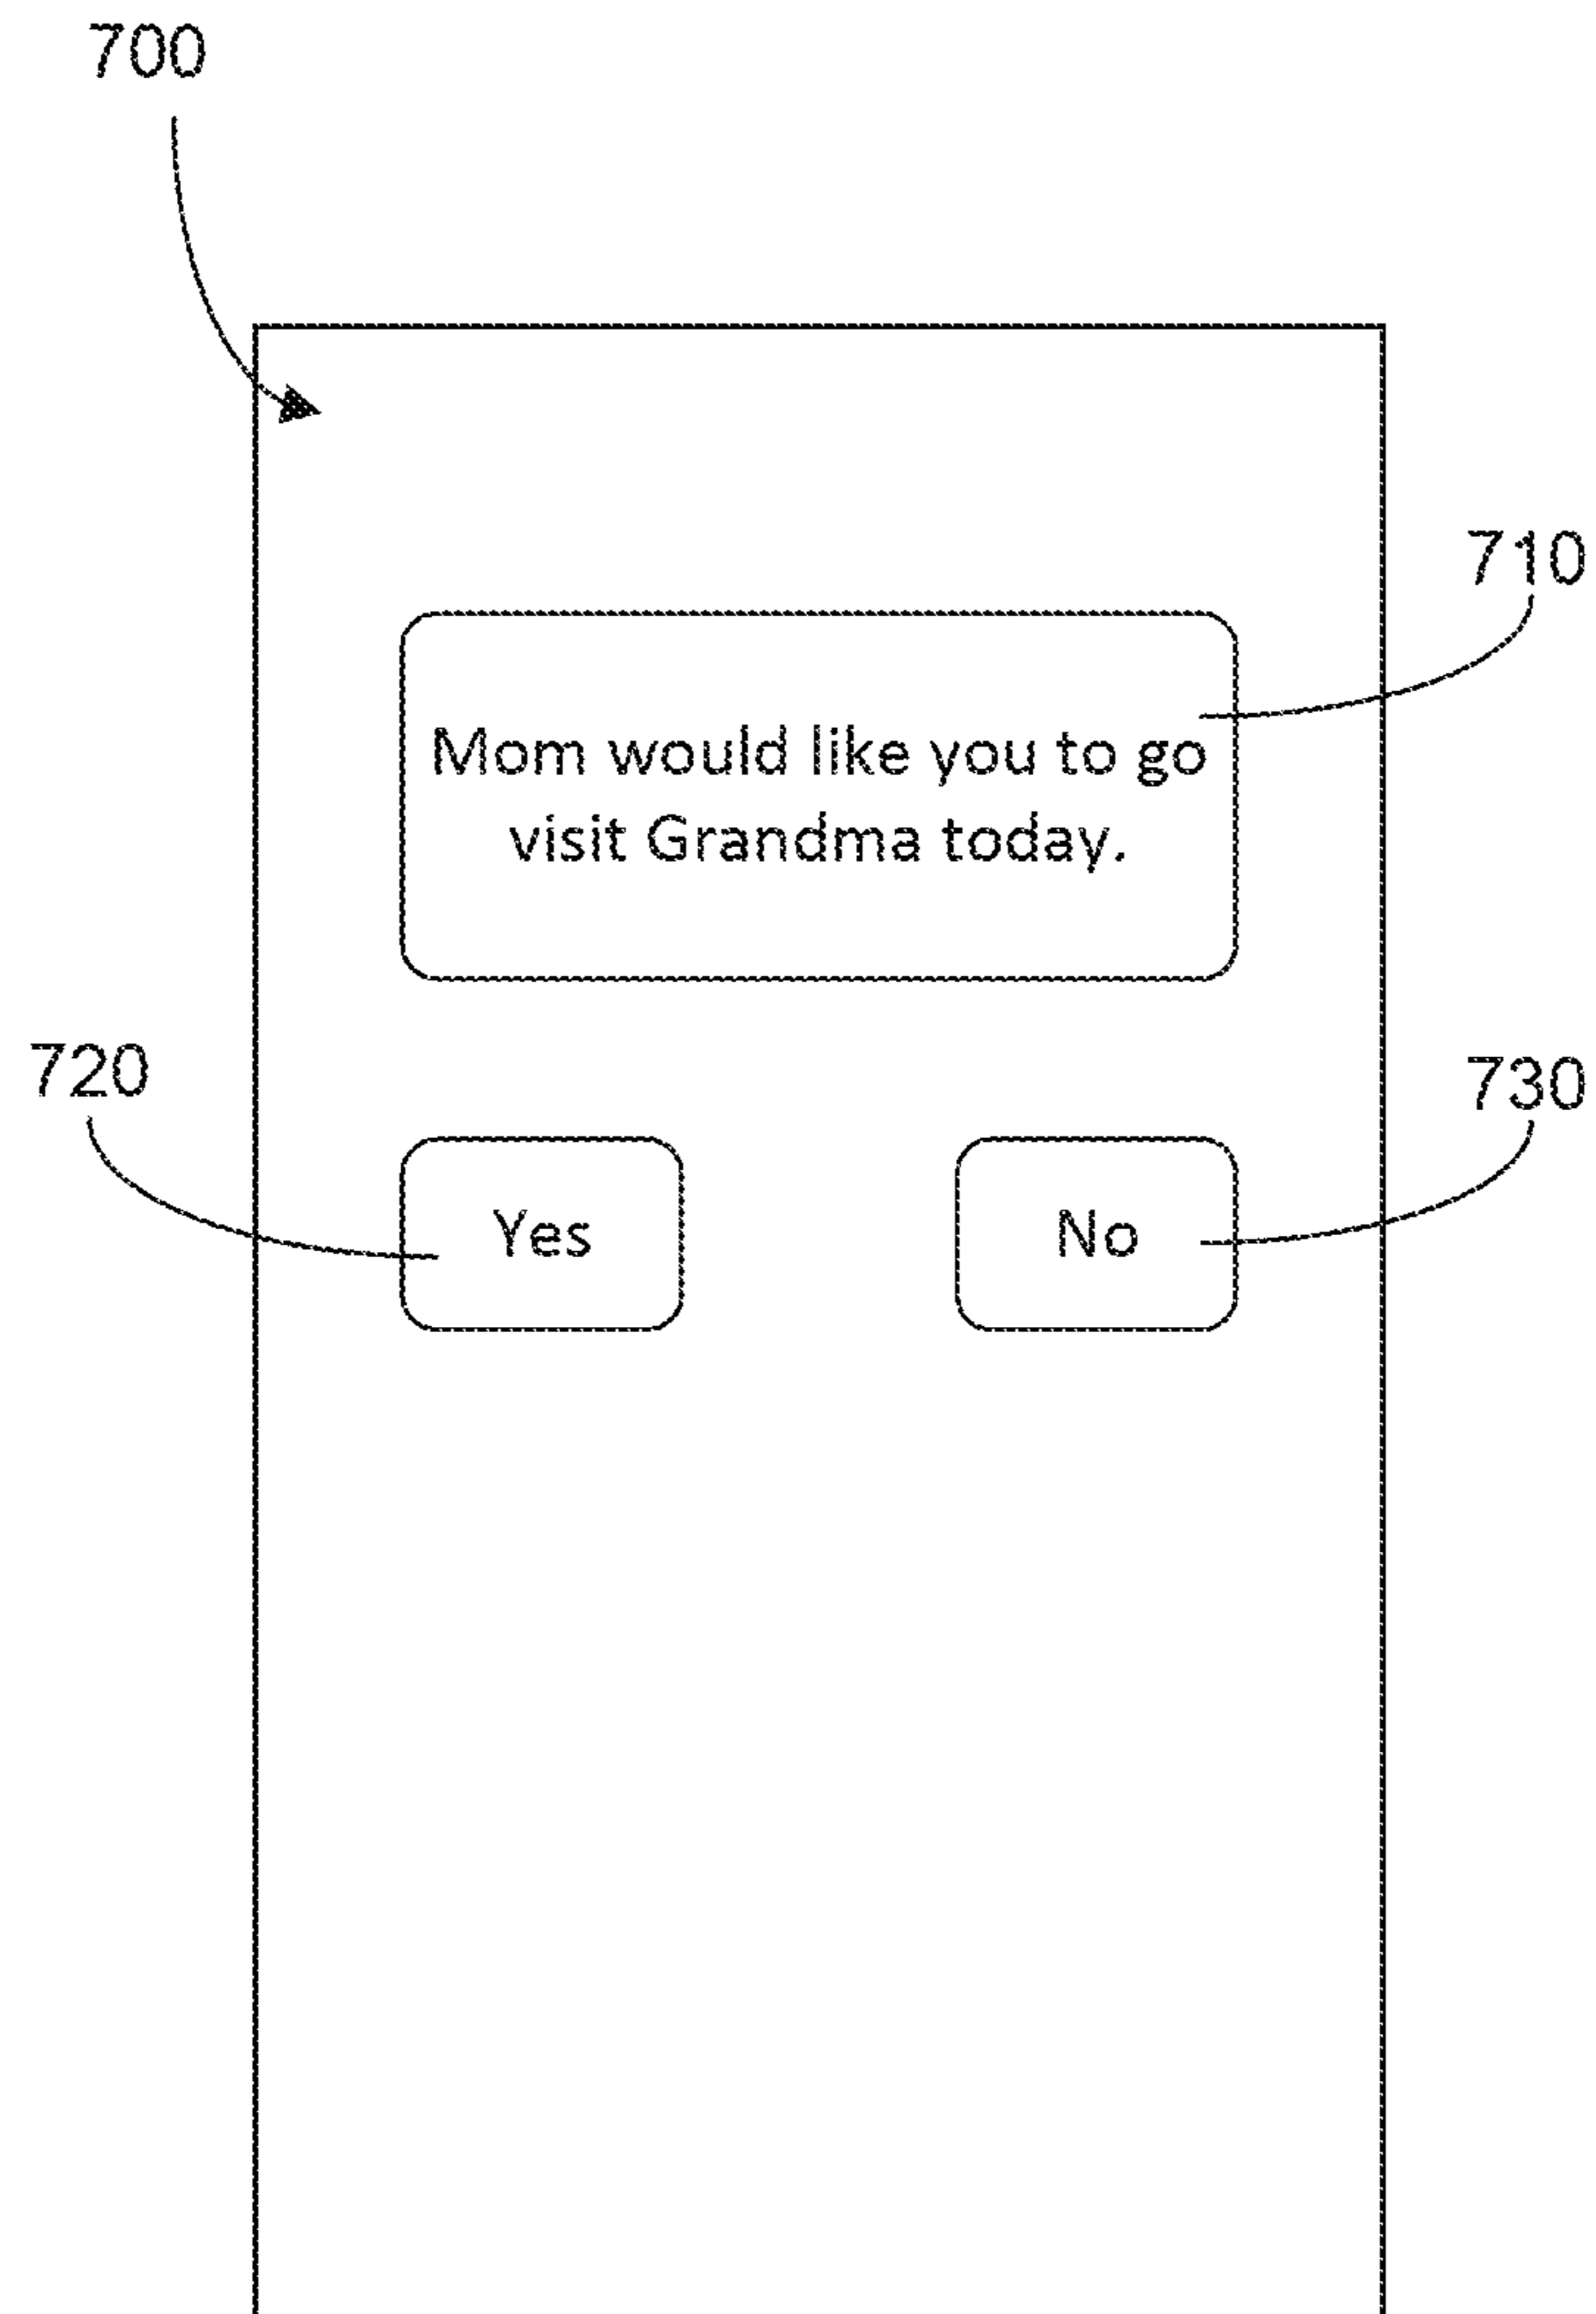 700
710
Mom would like you to go
visit Grandma today.
720
730
Yes
No